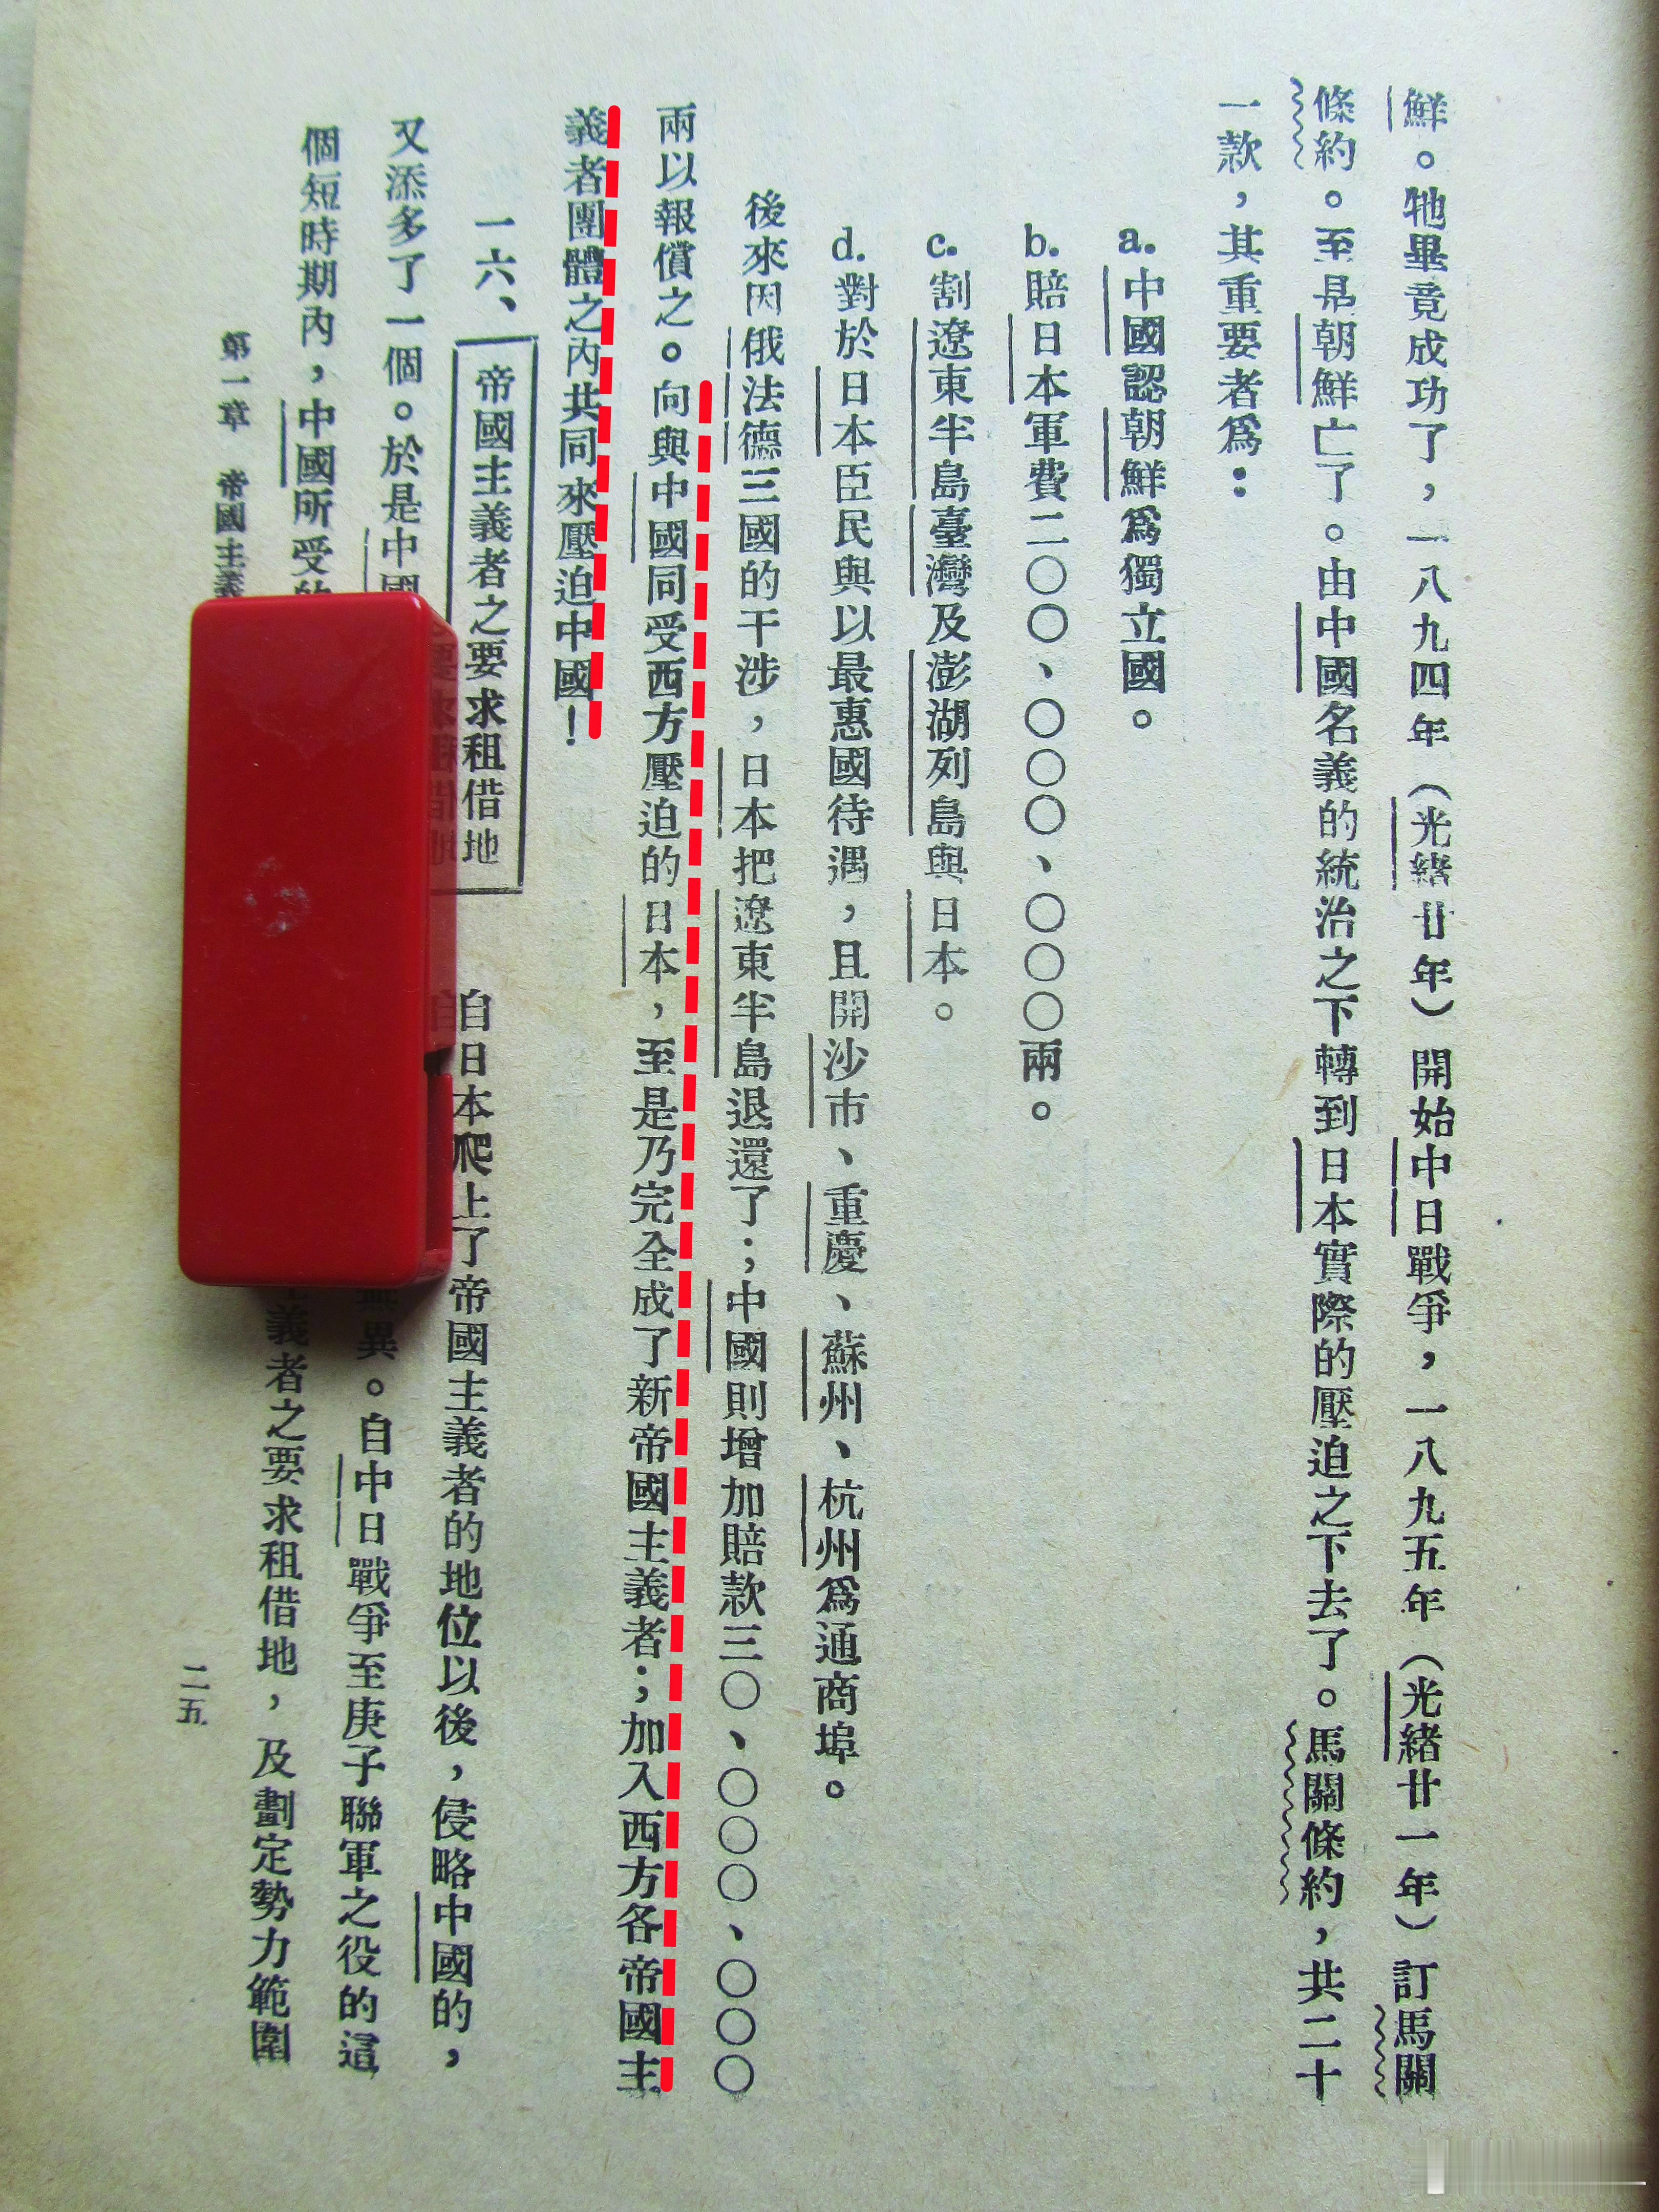 鮮。牠畢竟成功了，一八九四年（光緒廿年）開始中日戰爭，一八九五年（光緒廿一年）訂馬關
條約。至是朝鮮亡了。由中國名義的統治之下轉到日本實際的壓迫之下去了。馬關條約，共二十
一款，其重要者爲：
a. 中國認朝鮮爲獨立國。
b. 賠日本軍費二〇〇、〇〇〇、〇〇〇兩。
c. 割遼東半島臺灣及澎湖列島與日本。
d. 對於日本臣民與以最惠國待遇，且開沙市、重慶、蘇州、杭州爲通商埠。
後來因俄法德三國的干涉，日本把遼東半島退還了；中國則增加賠款三〇、〇〇〇、〇〇〇
兩以報償之。向與中國同受西方壓迫的日本，至是乃完全成了新帝國主義者；加入西方各帝國主
義者團體之內共同來壓迫中國！
一六、帝國主義者之要求租借地 自日本爬上了帝國主義者的地位以後，侵略中國的，
又添多了一個。於是中國 無異。自中日戰爭至庚子聯軍之役的這
個短時期內，中國所受的 義者之要求租借地，及劃定勢力範圍
第一章 帝國主義
二五